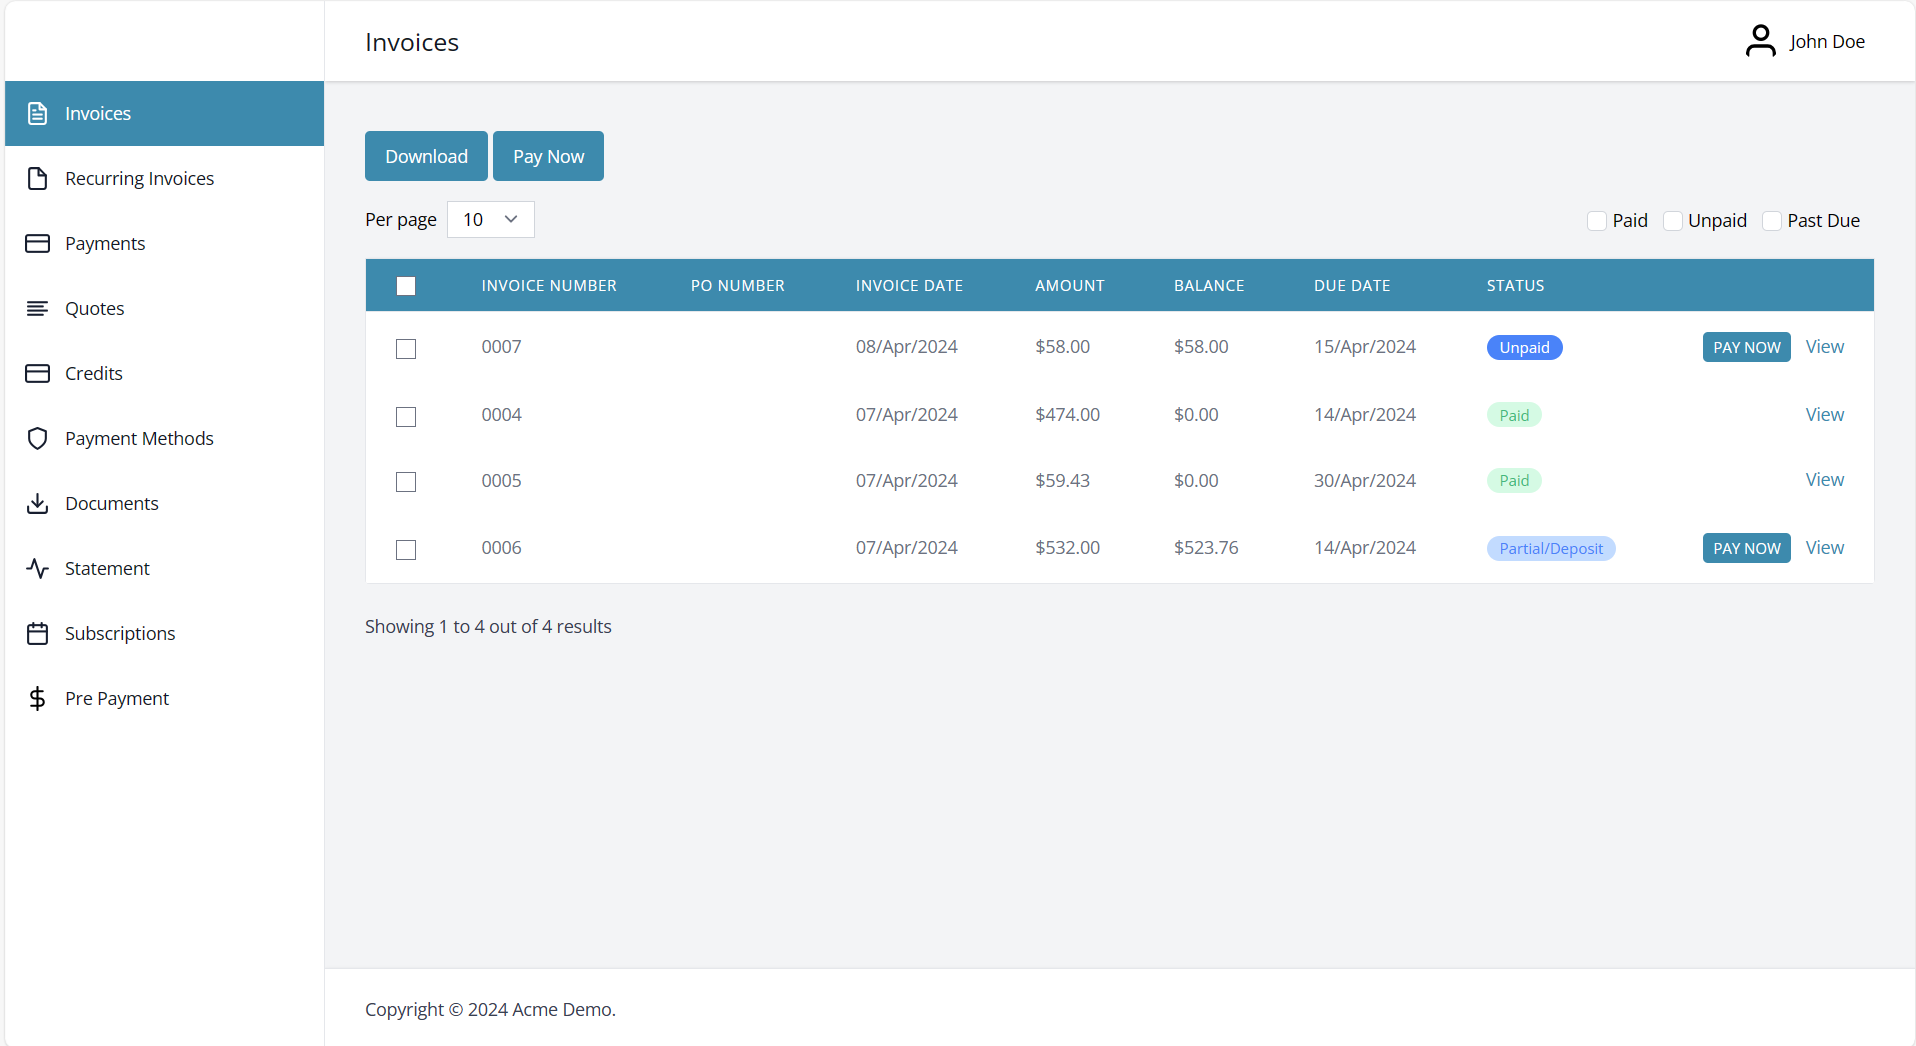 Invoices
John Doe
Invoices
Recurring Invoices
Payments
Quotes
Credits
Payment Methods
Documents
Statement
Subscriptions
Pre Payment
Download Pay Now
Per page 10
Paid Unpaid Past Due
INVOICE NUMBER PO NUMBER INVOICE DATE AMOUNT BALANCE DUE DATE STATUS
0007 08/Apr/2024 $58.00 $58.00 15/Apr/2024 Unpaid PAY NOW View
0004 07/Apr/2024 $474.00 $0.00 14/Apr/2024 Paid View
0005 07/Apr/2024 $59.43 $0.00 30/Apr/2024 Paid View
0006 07/Apr/2024 $532.00 $523.76 14/Apr/2024 Partial/Deposit PAY NOW View
Showing 1 to 4 out of 4 results
Copyright © 2024 Acme Demo.